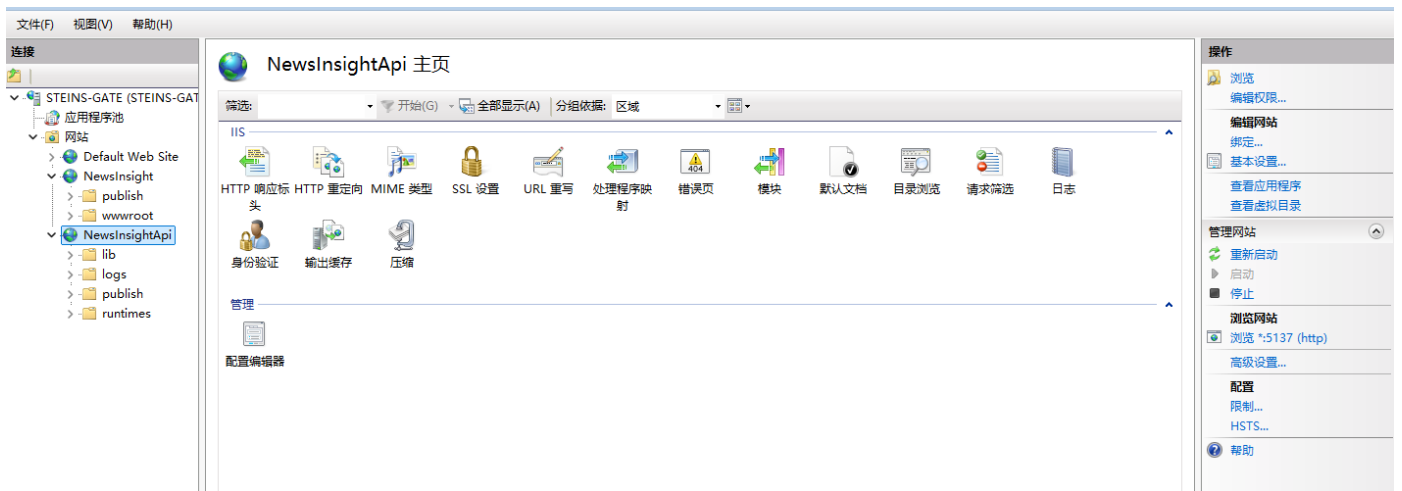 文件(F) 视图(V) 帮助(H)
连接
STEINS-GATE (STEINS-GAT
应用程序池
网站
Default Web Site
NewsInsight
publish
wwwroot
NewsInsightApi
lib
logs
publish
runtimes
NewsInsightApi 主页
筛选: 开始(G) 全部显示(A) 分组依据: 区域
IIS
HTTP 响应标头
HTTP 重定向
MIME 类型
SSL 设置
URL 重写
处理程序映射
错误页
模块
默认文档
目录浏览
请求筛选
日志
身份验证
输出缓存
压缩
管理
配置编辑器
操作
浏览
编辑权限...
编辑网站
绑定...
基本设置...
查看应用程序
查看虚拟目录
管理网站
重新启动
启动
停止
浏览网站
浏览 *:5137 (http)
高级设置...
配置
限制...
HSTS...
帮助
404